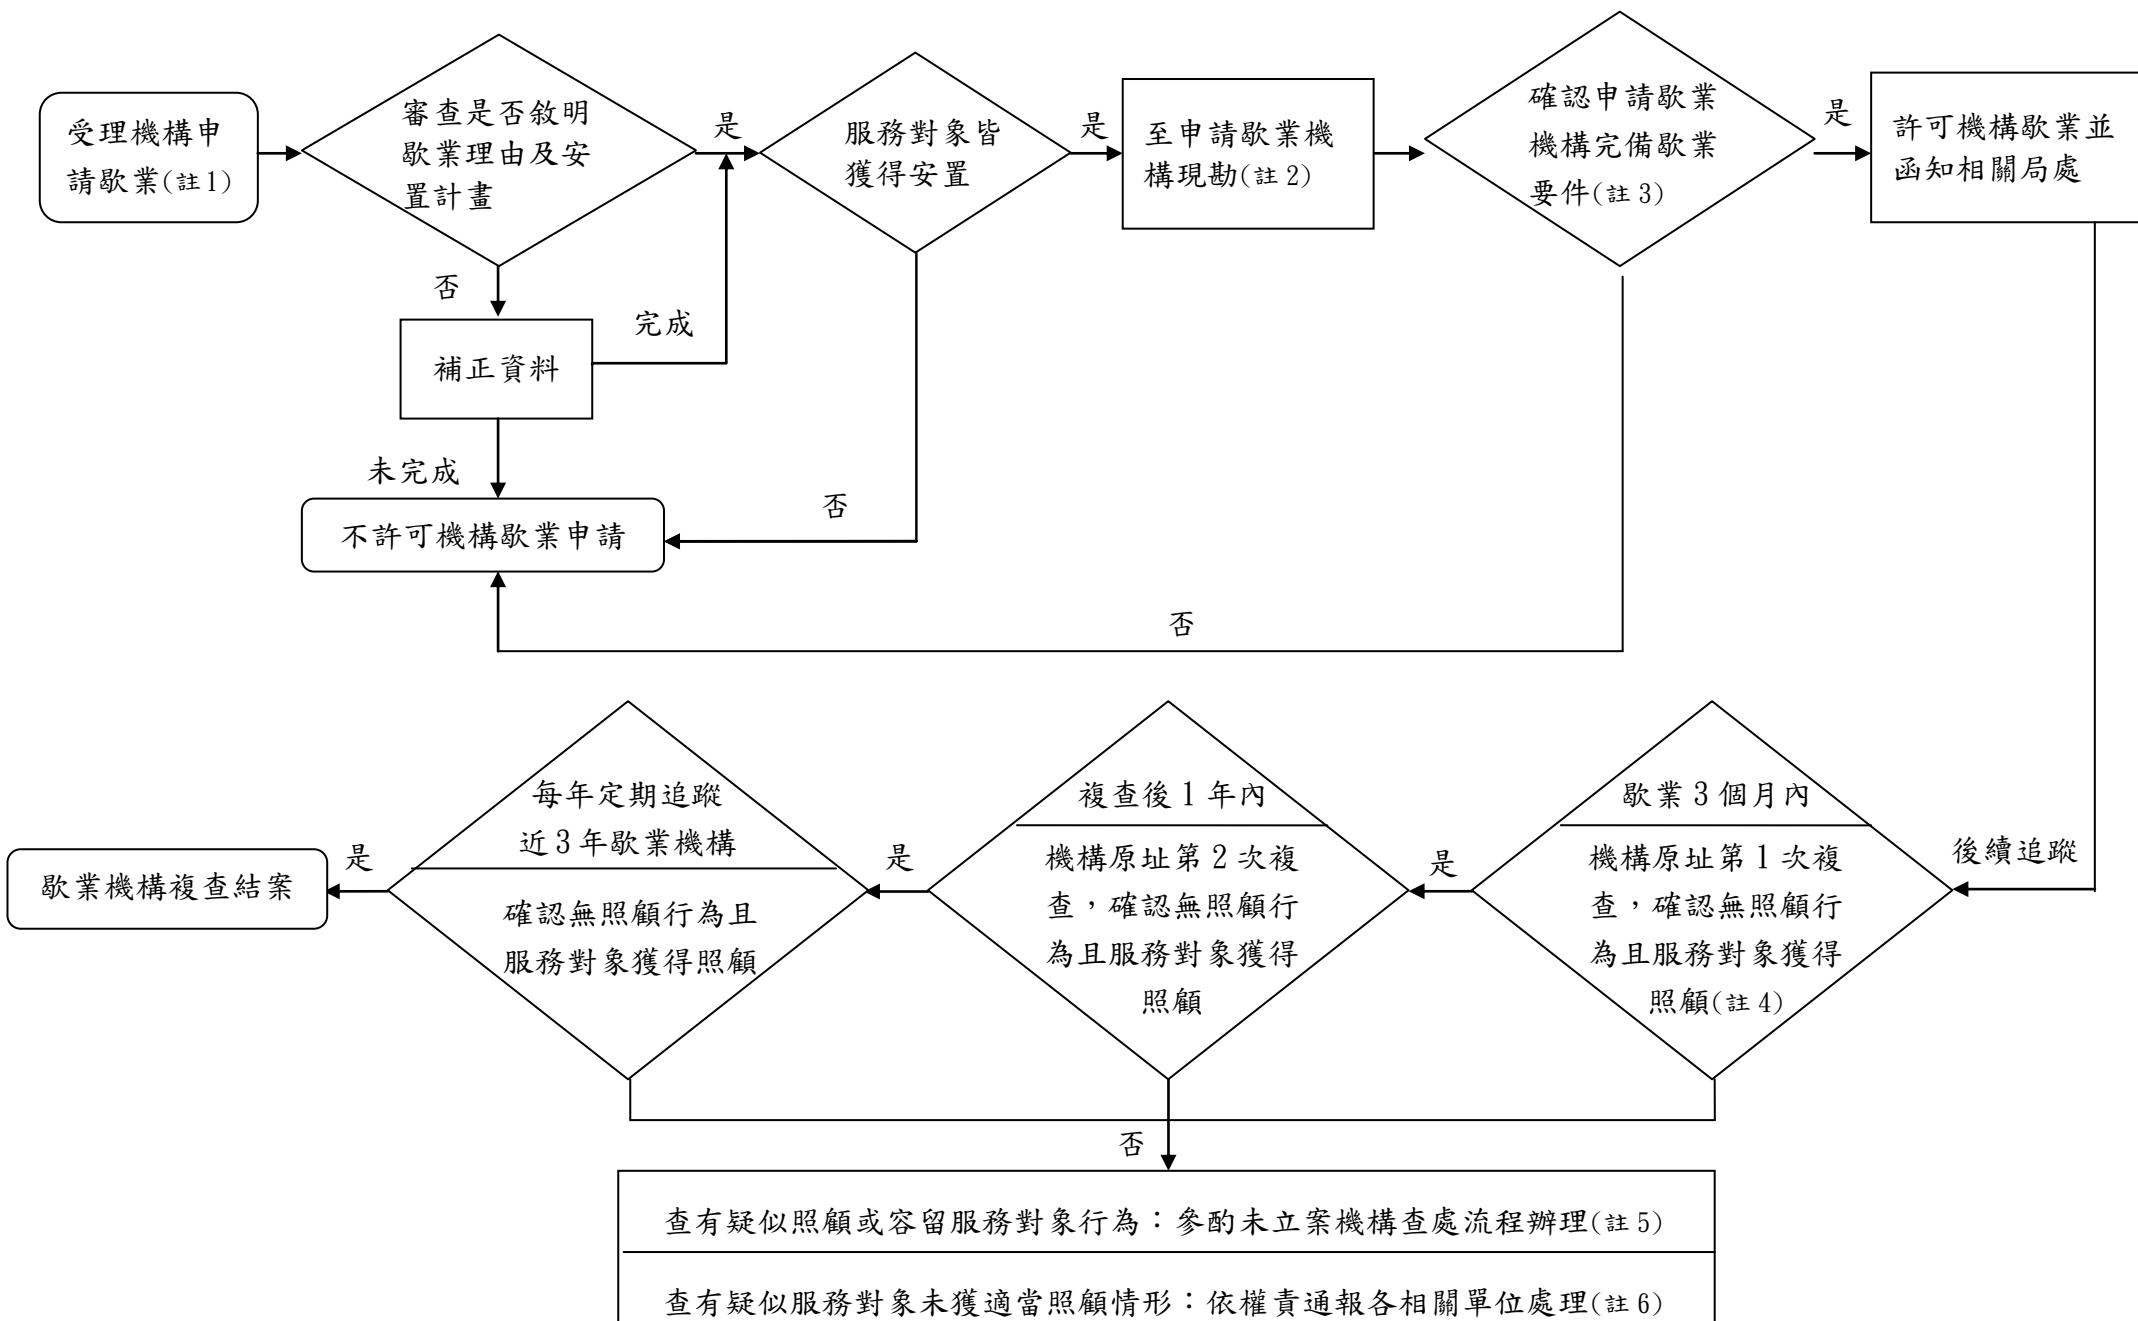 受理機構申
請歇業(註1)
審查是否敘明
歇業理由及安
置計畫
是
服務對象皆
獲得安置
是
至申請歇業機
構現勘(註2)
確認申請歇業
機構完備歇業
要件(註3)
是
許可機構歇業並
函知相關局處
否
補正資料
完成
未完成
不許可機構歇業申請
否
否
後續追蹤
歇業3個月內
機構原址第1次複
查，確認無照顧行
為且服務對象獲得
照顧(註4)
是
複查後1年內
機構原址第2次複
查，確認無照顧行
為且服務對象獲得
照顧
是
每年定期追蹤
近3年歇業機構
確認無照顧行為且
服務對象獲得照顧
是
歇業機構複查結案
否
查有疑似照顧或容留服務對象行為：參酌未立案機構查處流程辦理(註5)
查有疑似服務對象未獲適當照顧情形：依權責通報各相關單位處理(註6)